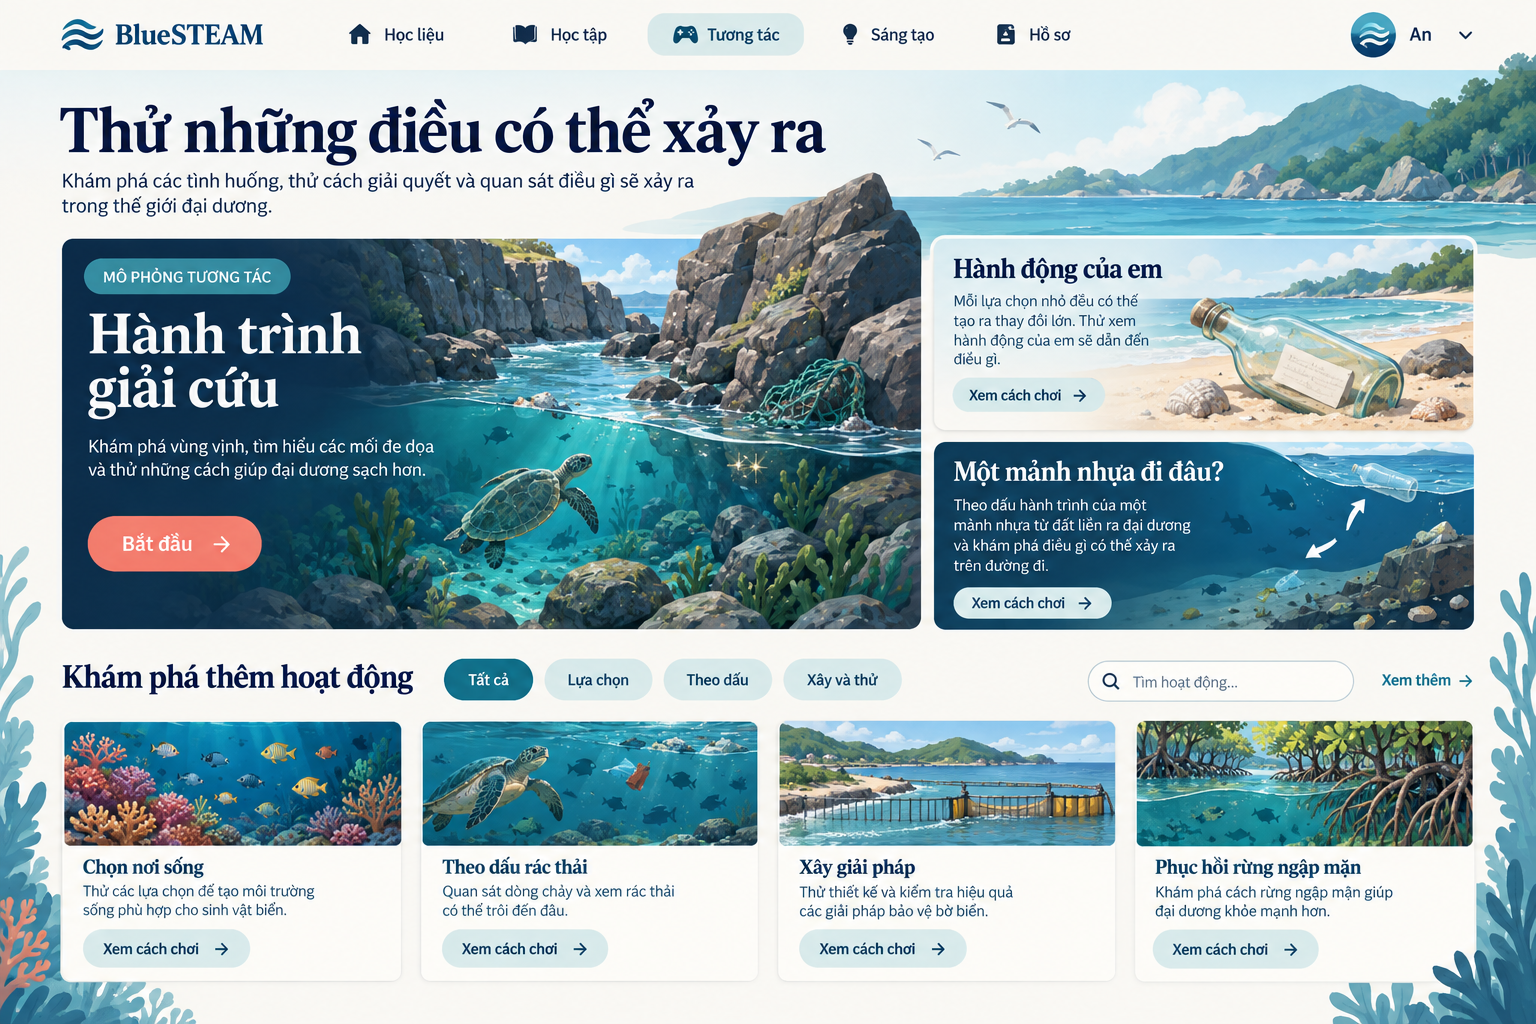 BlueSTEAM
Học liệu
Học tập
Tương tác
Sáng tạo
Hồ sơ
An
Thử những điều có thể xảy ra
Khám phá các tình huống, thử cách giải quyết và quan sát điều gì sẽ xảy ra
trong thế giới đại dương.
MÔ PHỎNG TƯƠNG TÁC
Hành trình
giải cứu
Khám phá vùng vịnh, tìm hiểu các mối đe dọa
và thử những cách giúp đại dương sạch hơn.
Bắt đầu
Hành động của em
Mỗi lựa chọn nhỏ đều có thể
tạo ra thay đổi lớn. Thử xem
hành động của em sẽ dẫn đến
điều gì.
Xem cách chơi
Một mảnh nhựa đi đâu?
Theo dấu hành trình của một
mảnh nhựa từ đất liền ra đại dương
và khám phá điều gì có thể xảy ra
trên đường đi.
Xem cách chơi
Khám phá thêm hoạt động
Tất cả
Lựa chọn
Theo dấu
Xây và thử
Tìm hoạt động...
Xem thêm
Chọn nơi sống
Thử các lựa chọn để tạo môi trường
sống phù hợp cho sinh vật biển.
Xem cách chơi
Theo dấu rác thải
Quan sát dòng chảy và xem rác thải
có thể trôi đến đâu.
Xem cách chơi
Xây giải pháp
Thử thiết kế và kiểm tra hiệu quả
các giải pháp bảo vệ bờ biển.
Xem cách chơi
Phục hồi rừng ngập mặn
Khám phá cách rừng ngập mặn giúp
đại dương khỏe mạnh hơn.
Xem cách chơi